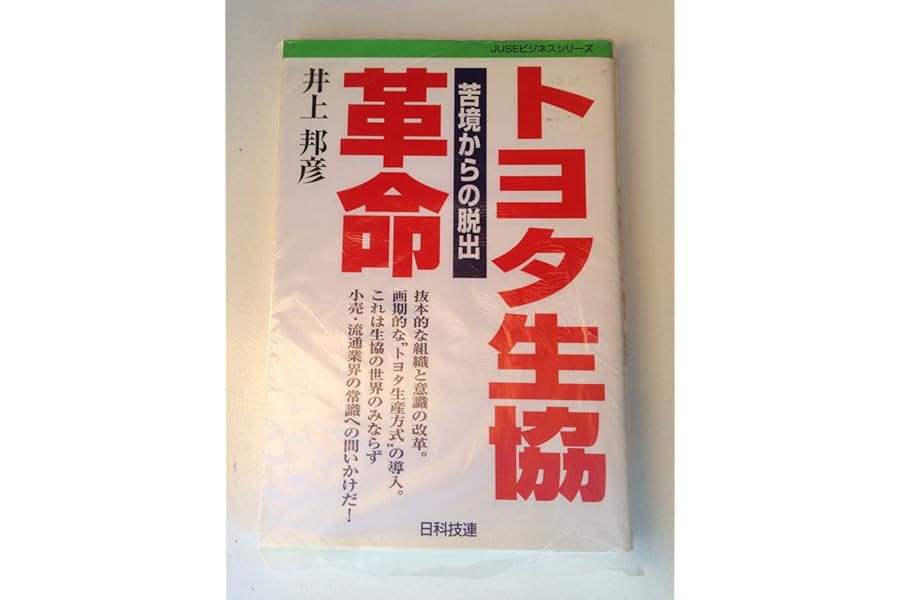 JUSEビジネスシリーズ
トヨタ生協
苦境からの脱出
革命
井上 邦彦
抜本的な組織と意識の改革。
画期的な〝トヨタ生産方式〟の導入。
これは生協の世界のみならず
小売・流通業界の常識への問いかけだ！
日科技連